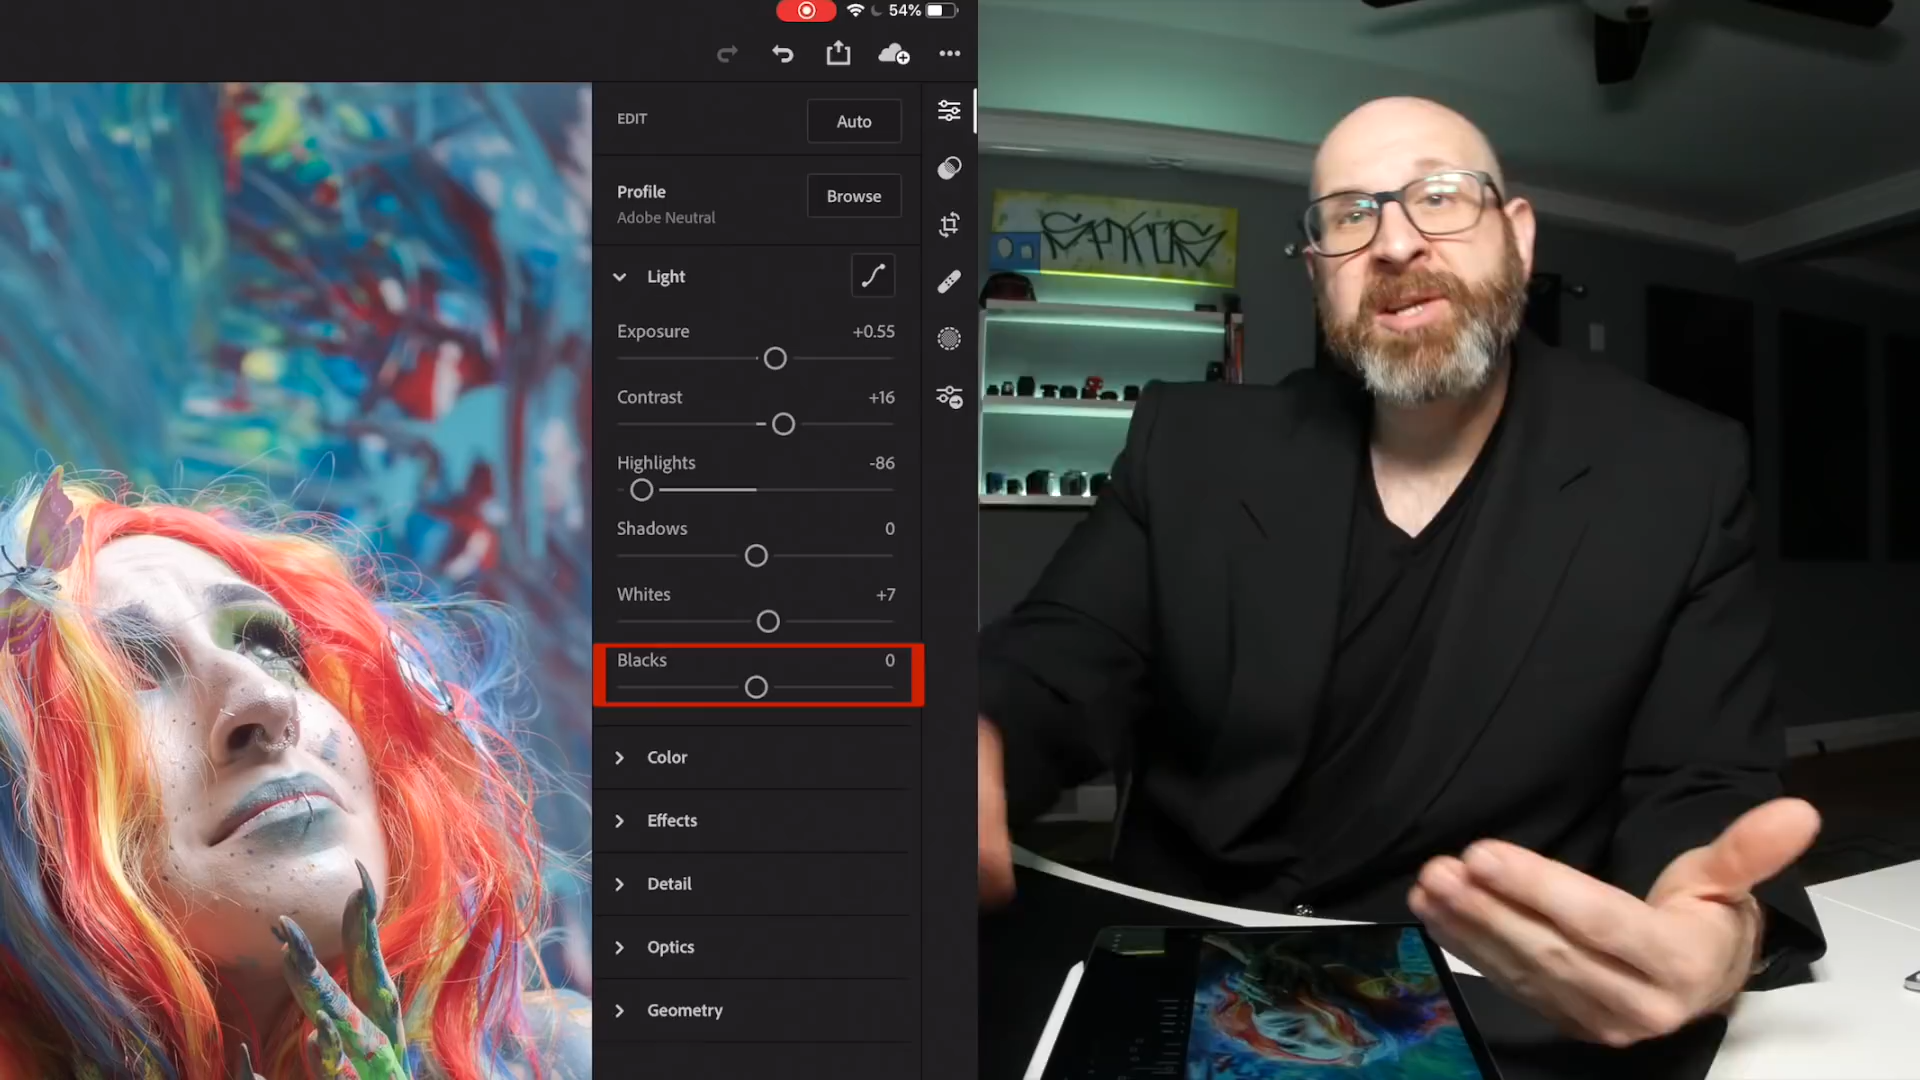 54%
EDIT
Auto
Profile
Browse
Adobe Neutral
Light
Exposure +0.55
Contrast +16
Highlights -86
Shadows 0
Whites +7
Blacks 0
Color
Effects
Detail
Optics
Geometry